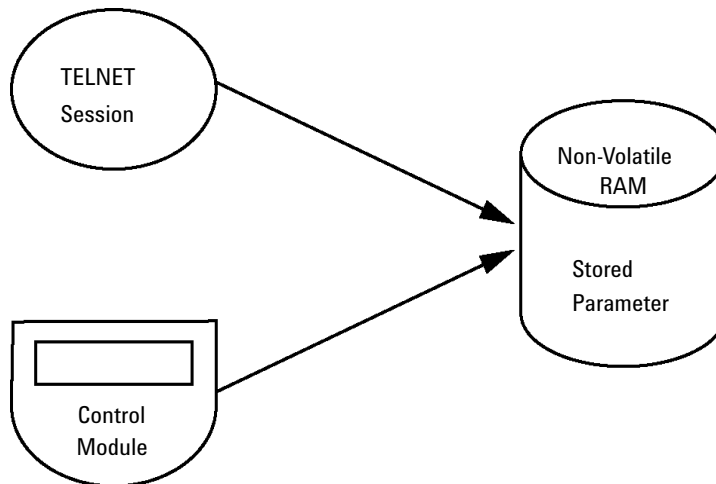 TELNET
Session
Non-Volatile
RAM
Stored
Parameter
Control
Module